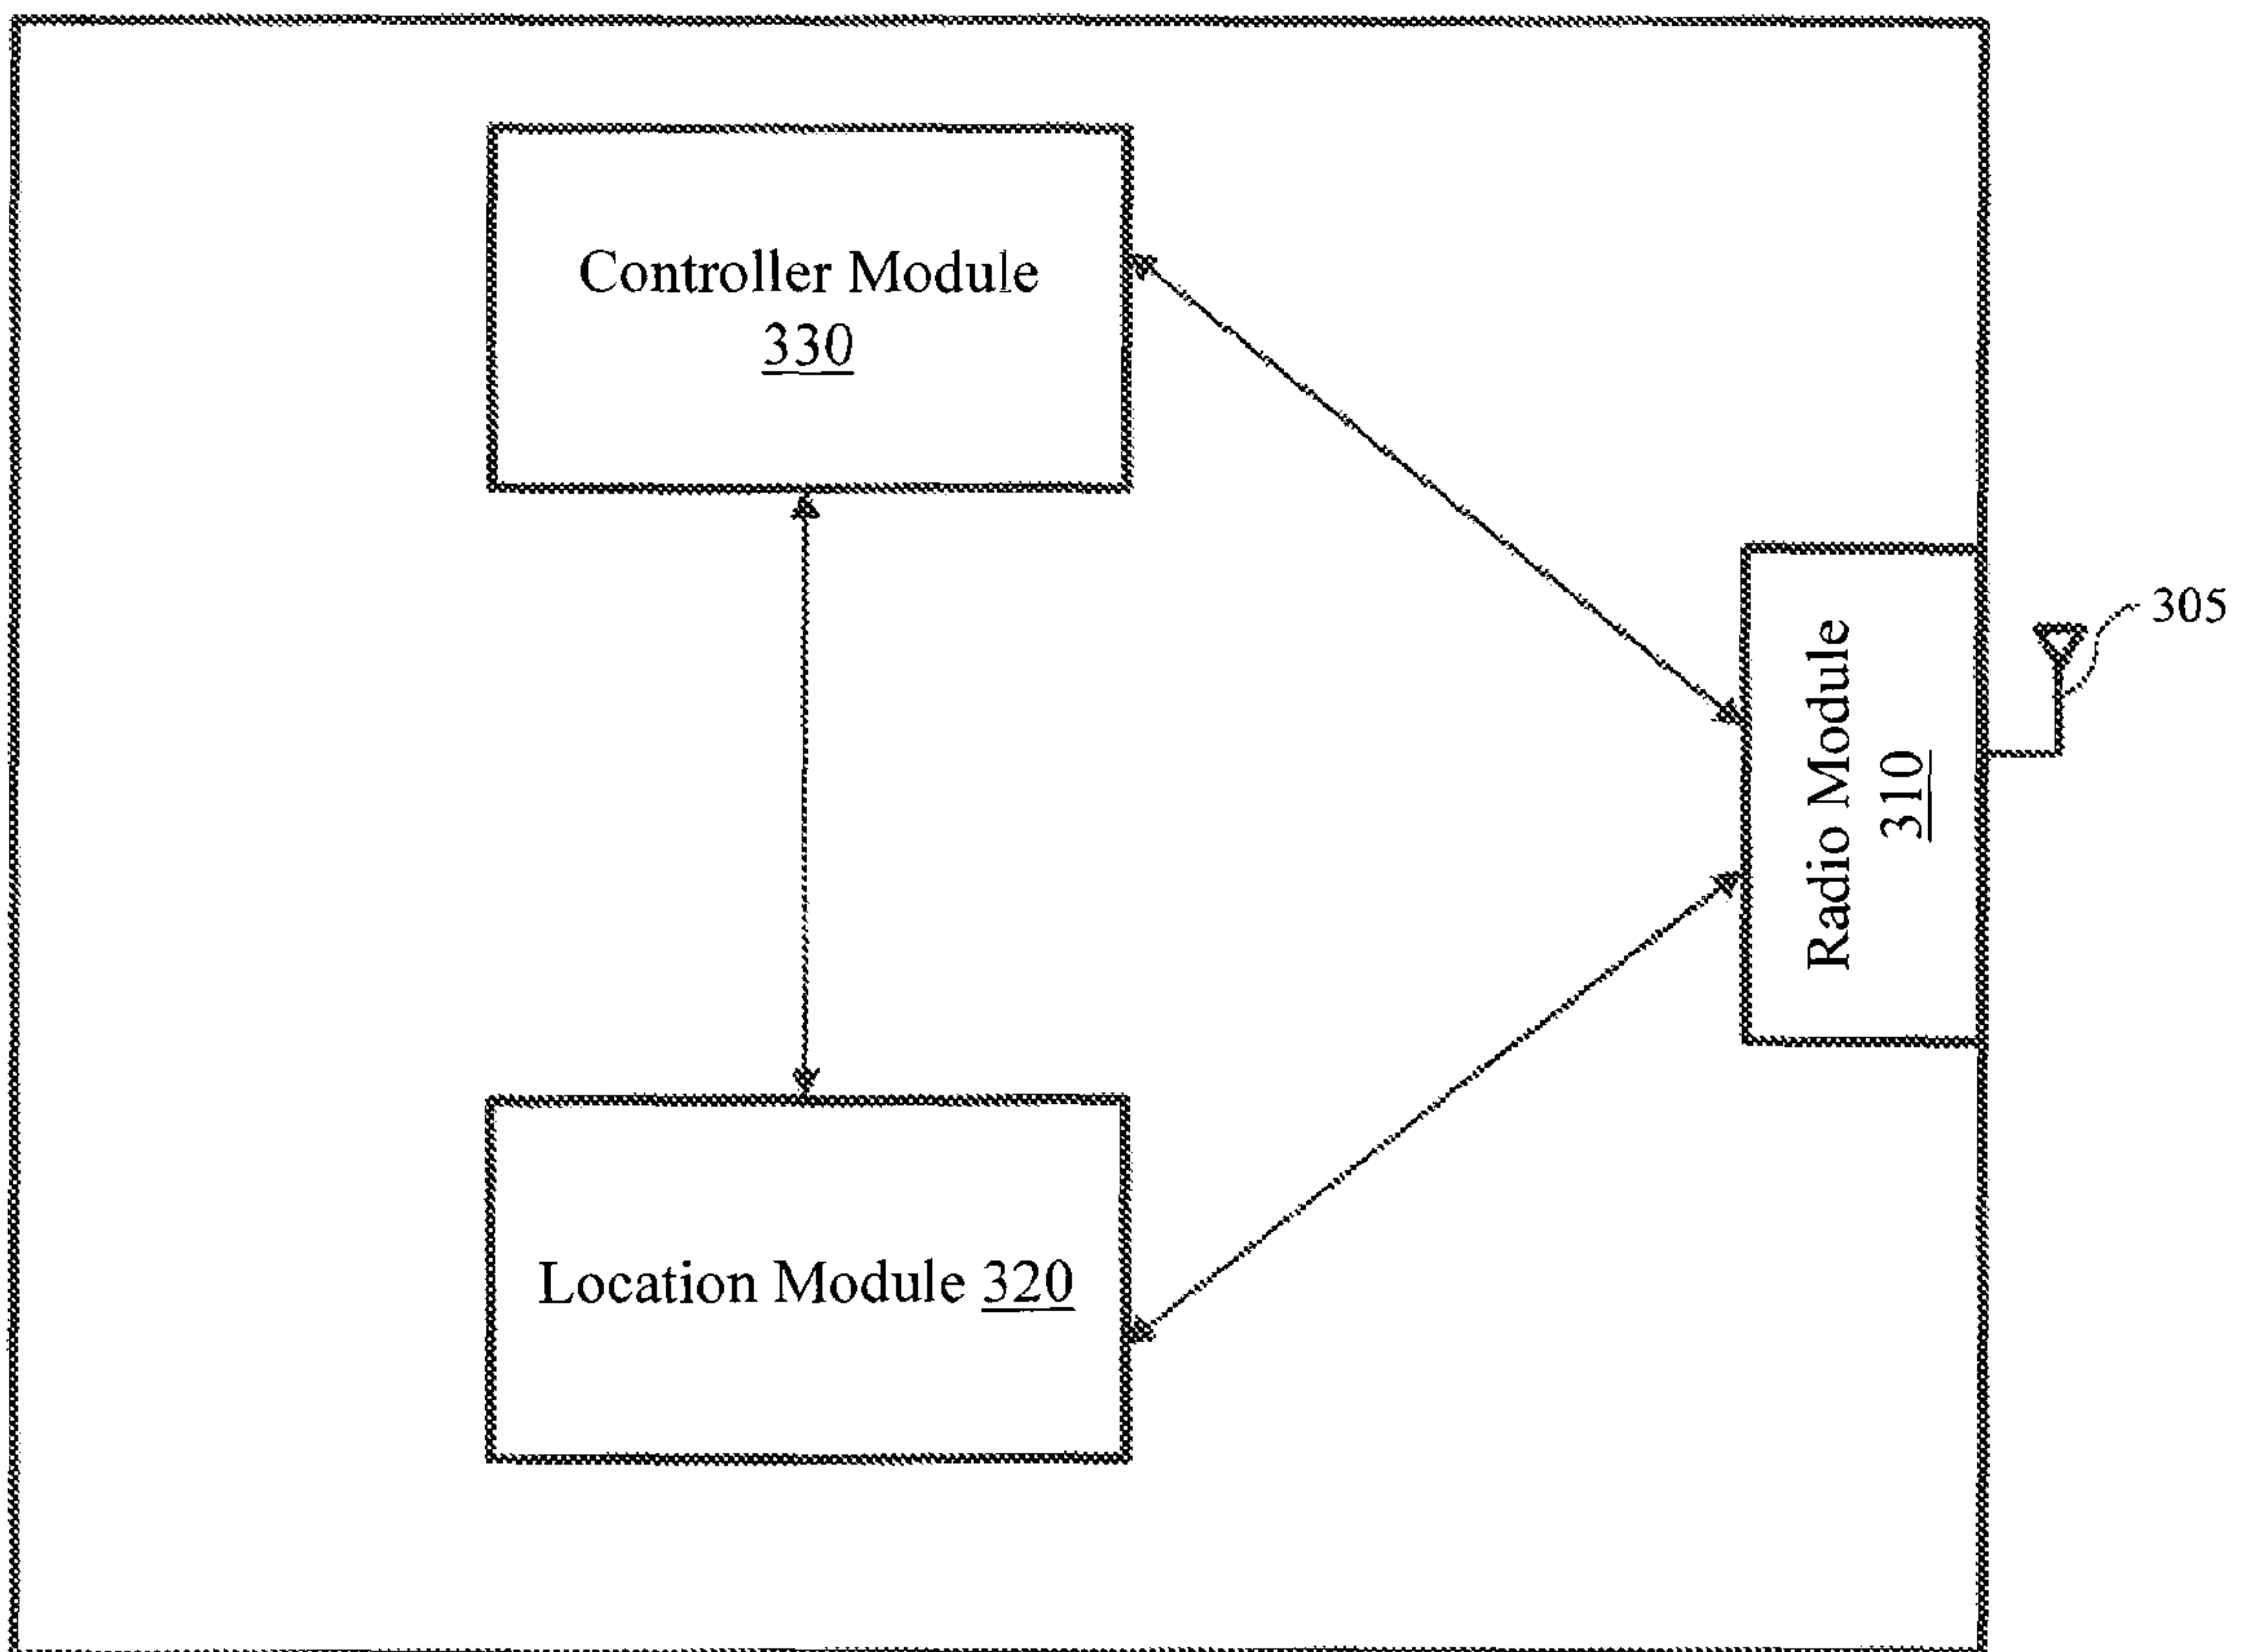 Controller Module
330
305
Radio Module
310
Location Module 320